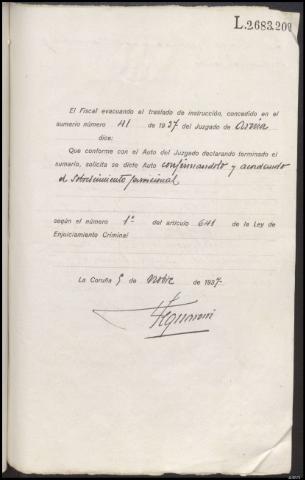 L.2683.209
El Fiscal evacuando el traslado de instrucción, concedido en el
sumario número 41 de 1937 del Juzgado de
dice:
Que conforme con el Auto del Juzgado declarando terminado el
sumario, solicita se dicte Auto confirmandolo y acordando
el sobreseimiento provisional
según el número 1º del artículo 641 de la Ley de
Enjuiciamiento Criminal
La Coruña 9 de Novbre de 1937.